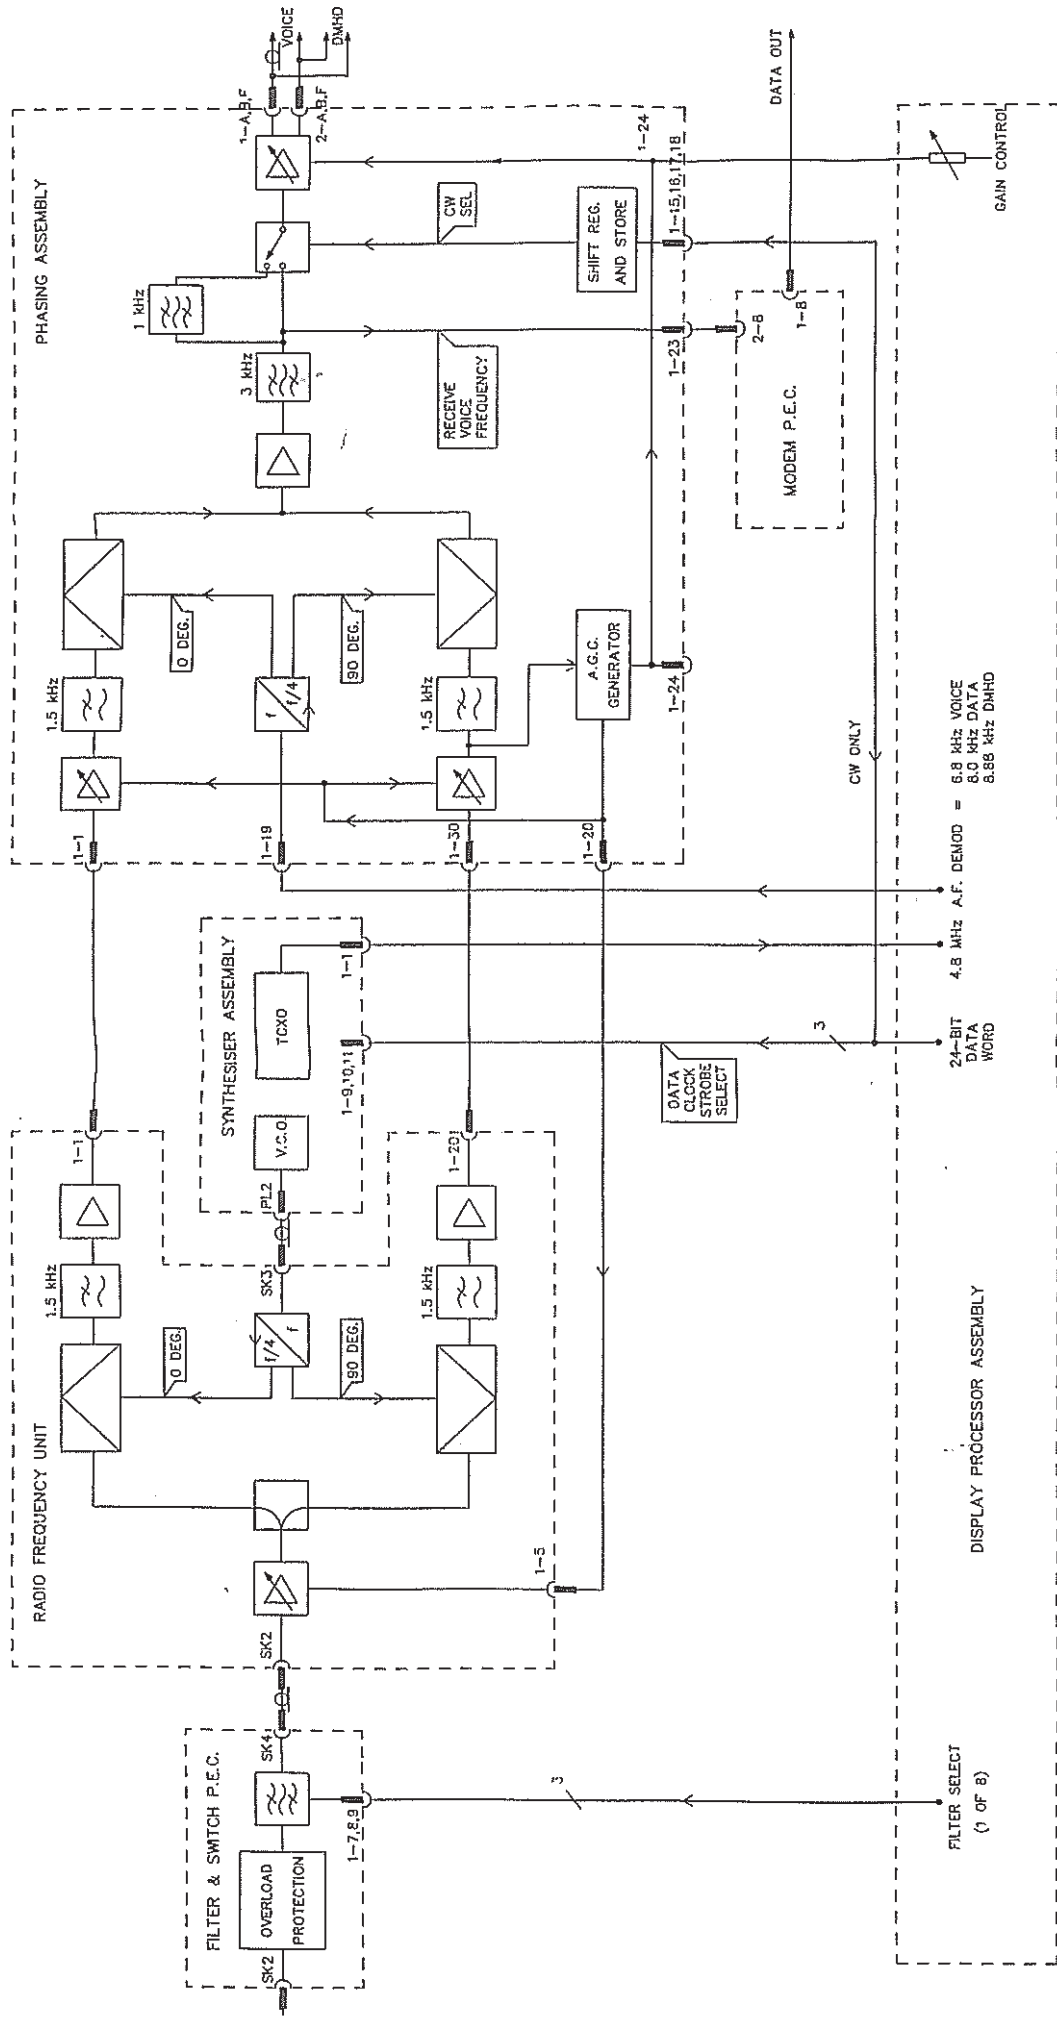 FILTER & SWITCH P.E.C.
SK2
OVERLOAD
PROTECTION
SK4
1-7,8,9
3
FILTER SELECT
(1 OF 8)
RADIO FREQUENCY UNIT
SK2
1-5
0 DEG.
90 DEG.
f/4
f
SK3
1.5 kHz
1.5 kHz
1-1
1-20
SYNTHESISER ASSEMBLY
PL2
V.C.O.
TCXO
1-9,10,11
1-1
DATA
CLOCK
STROBE
SELECT
3
24-BIT
DATA
WORD
4.8 MHz
A.F. DEMOD = 6.8 kHz VOICE
8.0 kHz DATA
8.88 kHz DMHD
CW ONLY
PHASING ASSEMBLY
1-1
1-19
1-30
1-20
1.5 kHz
1.5 kHz
f
f/4
0 DEG.
90 DEG.
A.G.C.
GENERATOR
1-24
3 kHz
1 kHz
RECEIVE
VOICE
FREQUENCY
CW
SEL
SHIFT REG.
AND STORE
1-23
1-15,16,17,18
1-24
1-A,B,F
2-A,B,F
VOICE
DMHD
MODEM P.E.C.
2-8
1-8
DATA OUT
GAIN CONTROL
DISPLAY PROCESSOR ASSEMBLY